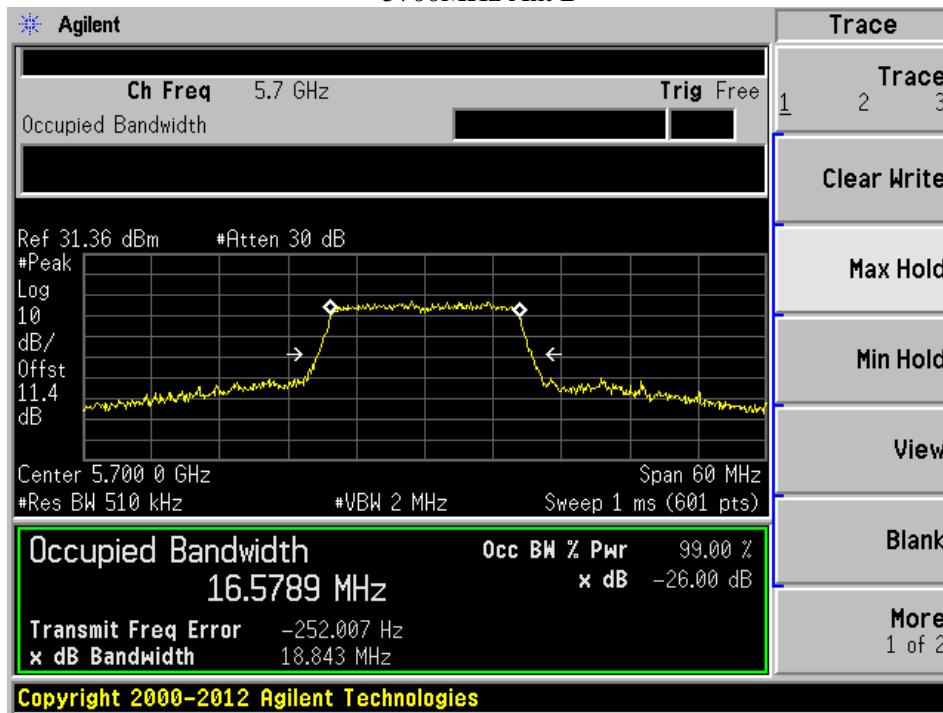 Agilent
Trace
Ch Freq 5.7 GHz Trig Free
Occupied Bandwidth
Trace
1 2 3
Clear Write
Max Hold
Min Hold
View
Blank
More
1 of 2
Ref 31.36 dBm #Atten 30 dB
#Peak
Log
10
dB/
Offst
11.4
dB
Center 5.700 0 GHz Span 60 MHz
#Res BW 510 kHz #VBW 2 MHz Sweep 1 ms (601 pts)
Occupied Bandwidth Occ BW % Pwr 99.00 %
16.5789 MHz x dB -26.00 dB
Transmit Freq Error -252.007 Hz
x dB Bandwidth 18.843 MHz
Copyright 2000-2012 Agilent Technologies